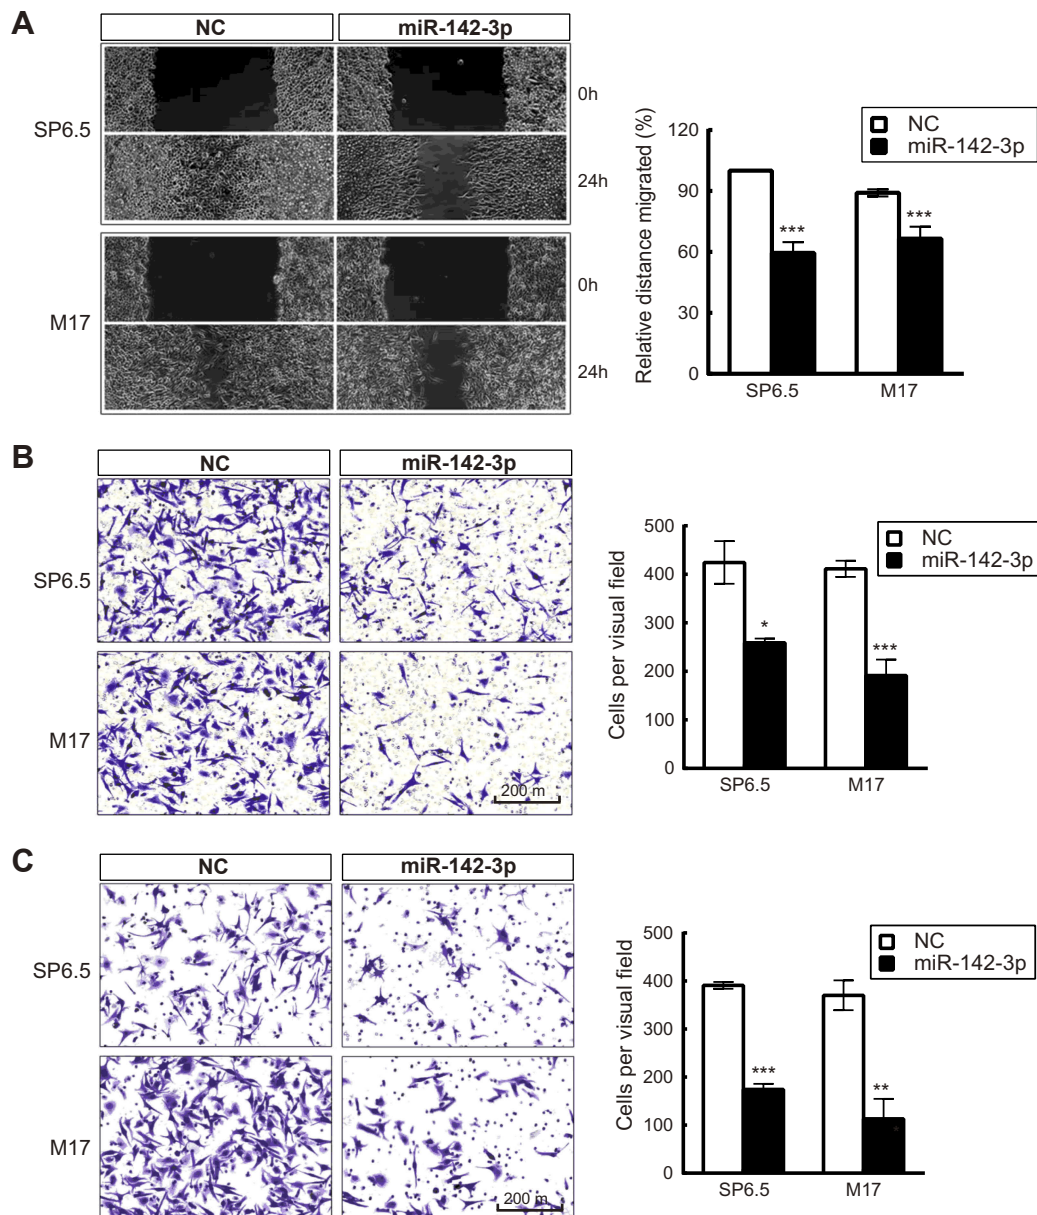 A
NC
miR-142-3p
SP6.5
0h
24h
M17
0h
24h
Relative distance migrated (%)
120
90
60
30
0
***
***
NC
miR-142-3p
SP6.5
M17
B
NC
miR-142-3p
SP6.5
M17
200 m
Cells per visual field
500
400
300
200
100
0
*
***
NC
miR-142-3p
SP6.5
M17
C
NC
miR-142-3p
SP6.5
M17
200 m
Cells per visual field
500
400
300
200
100
0
***
**
NC
miR-142-3p
SP6.5
M17